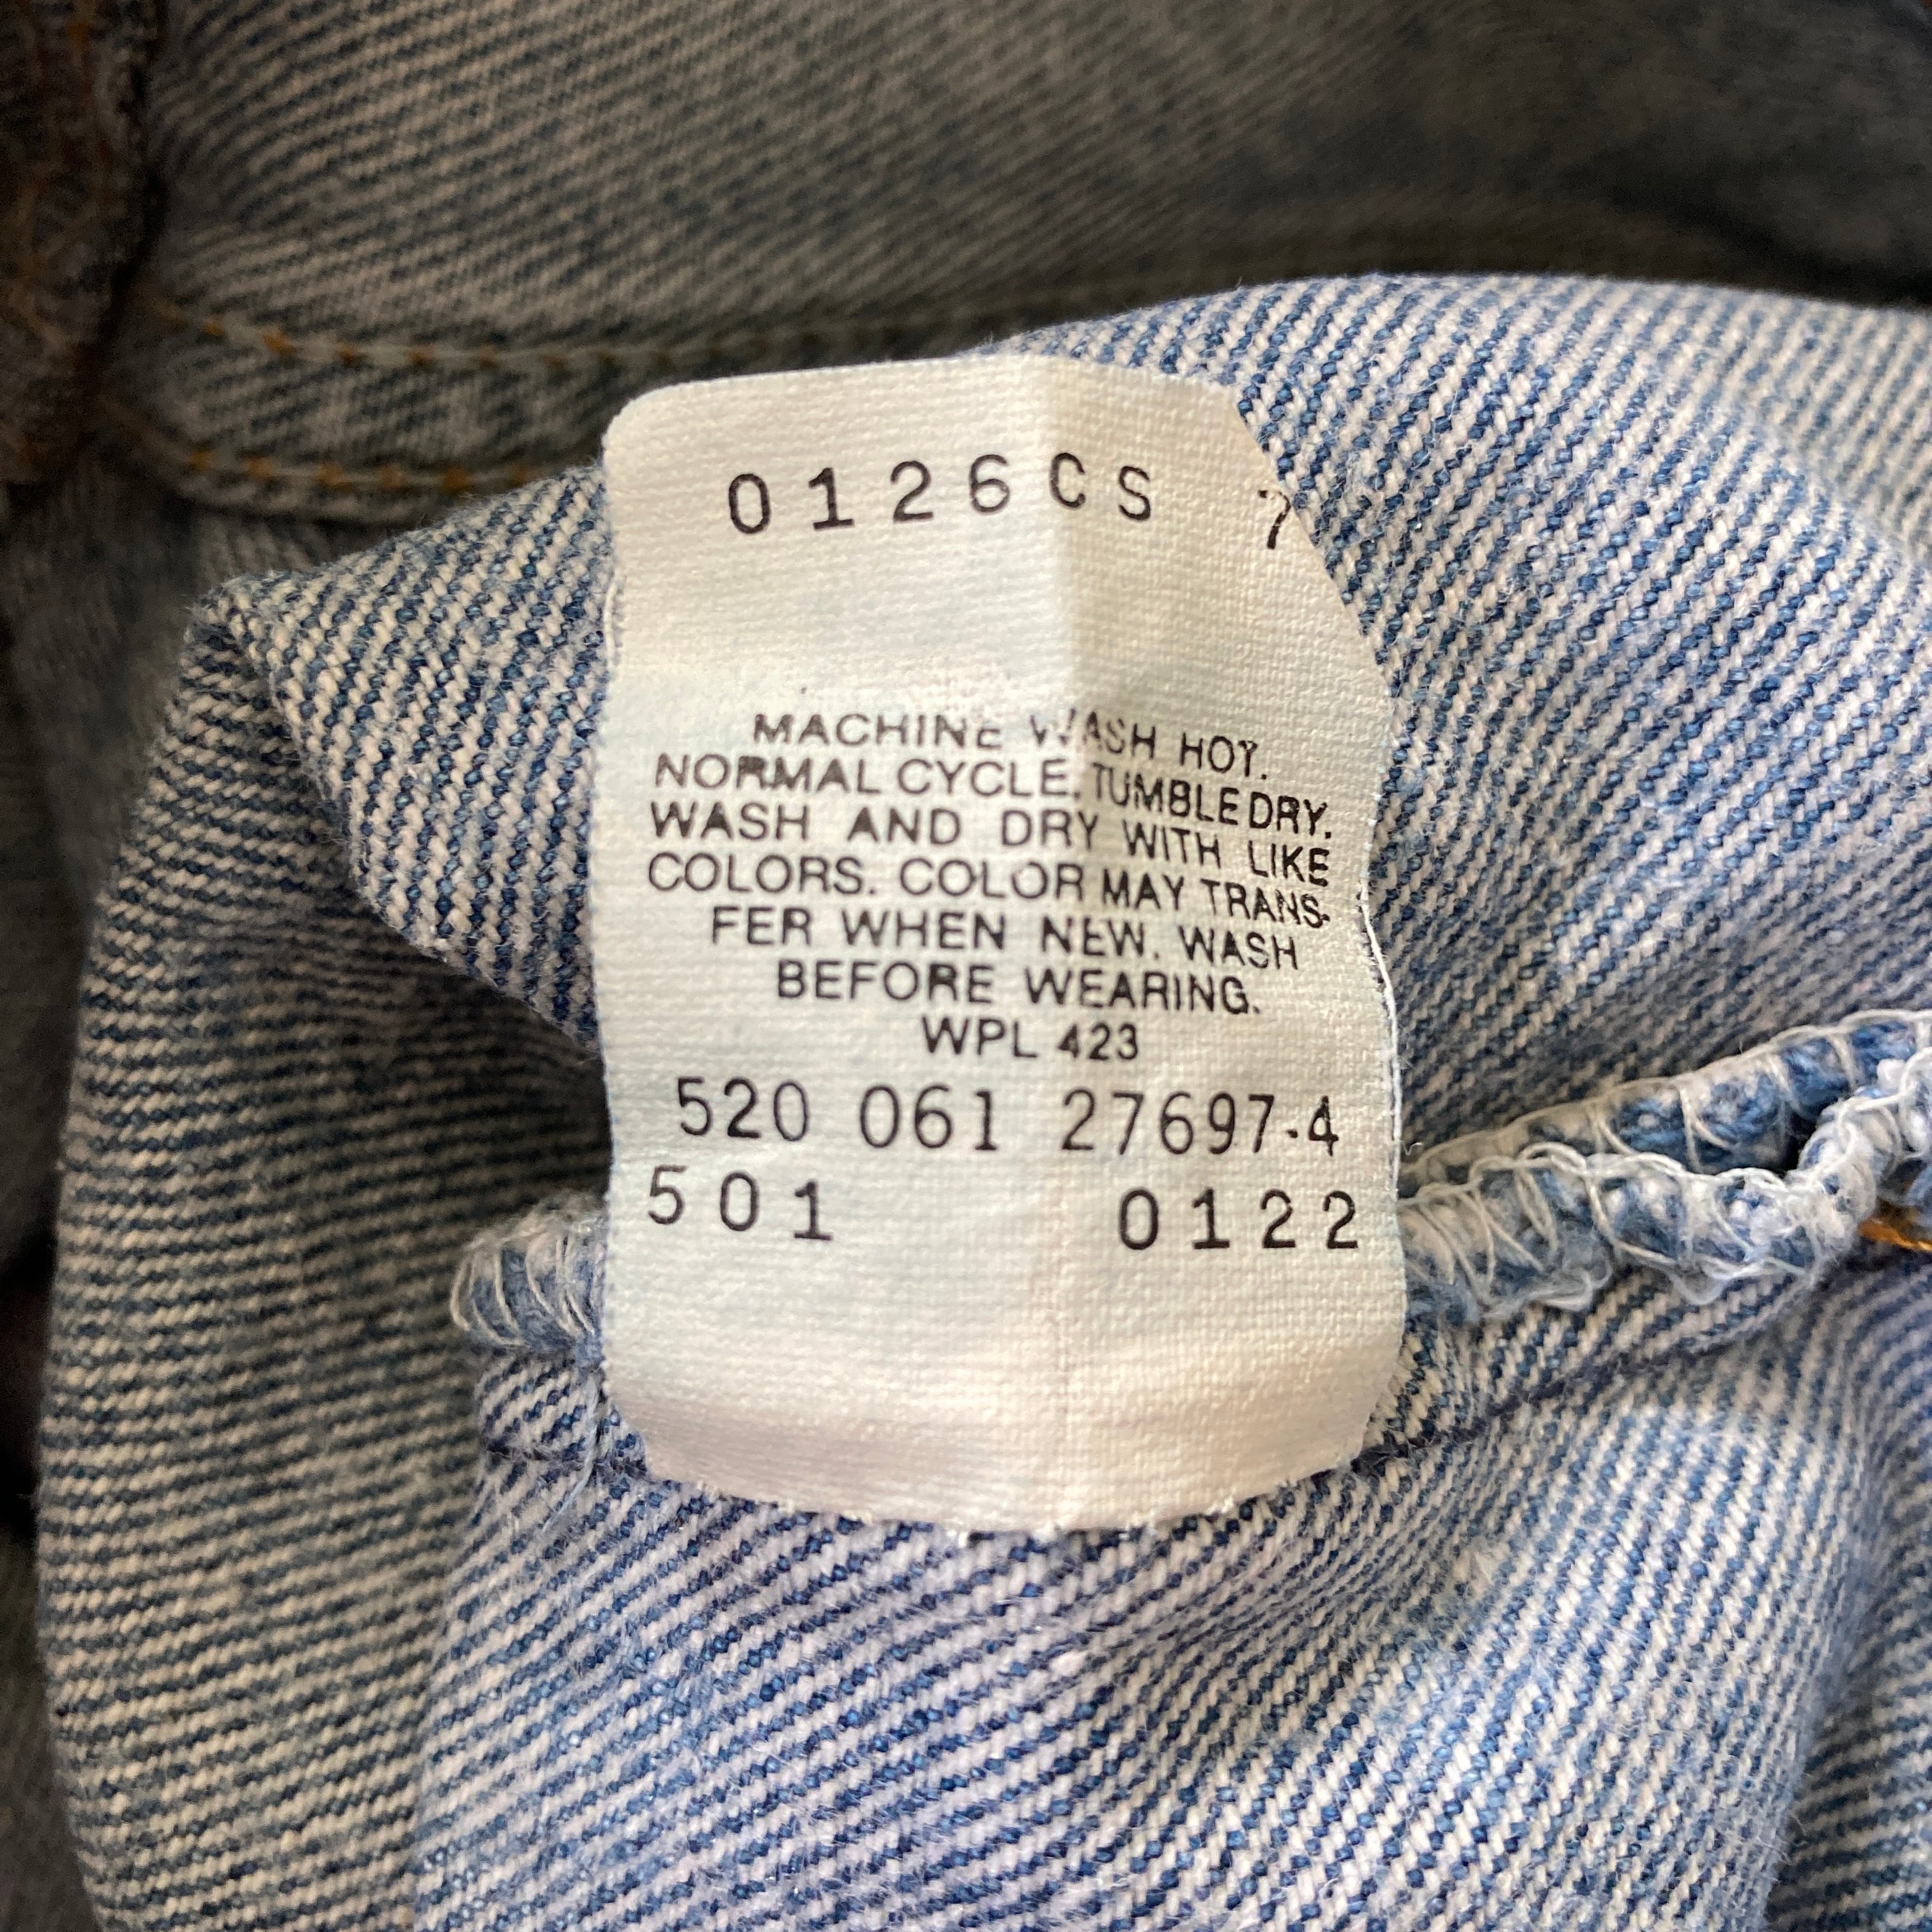 0126CS 7
MACHINE WASH HOT.
NORMAL CYCLE. TUMBLE DRY.
WASH AND DRY WITH LIKE
COLORS. COLOR MAY TRANS-
FER WHEN NEW. WASH
BEFORE WEARING.
WPL 423
520 061 27697-4
501 0122